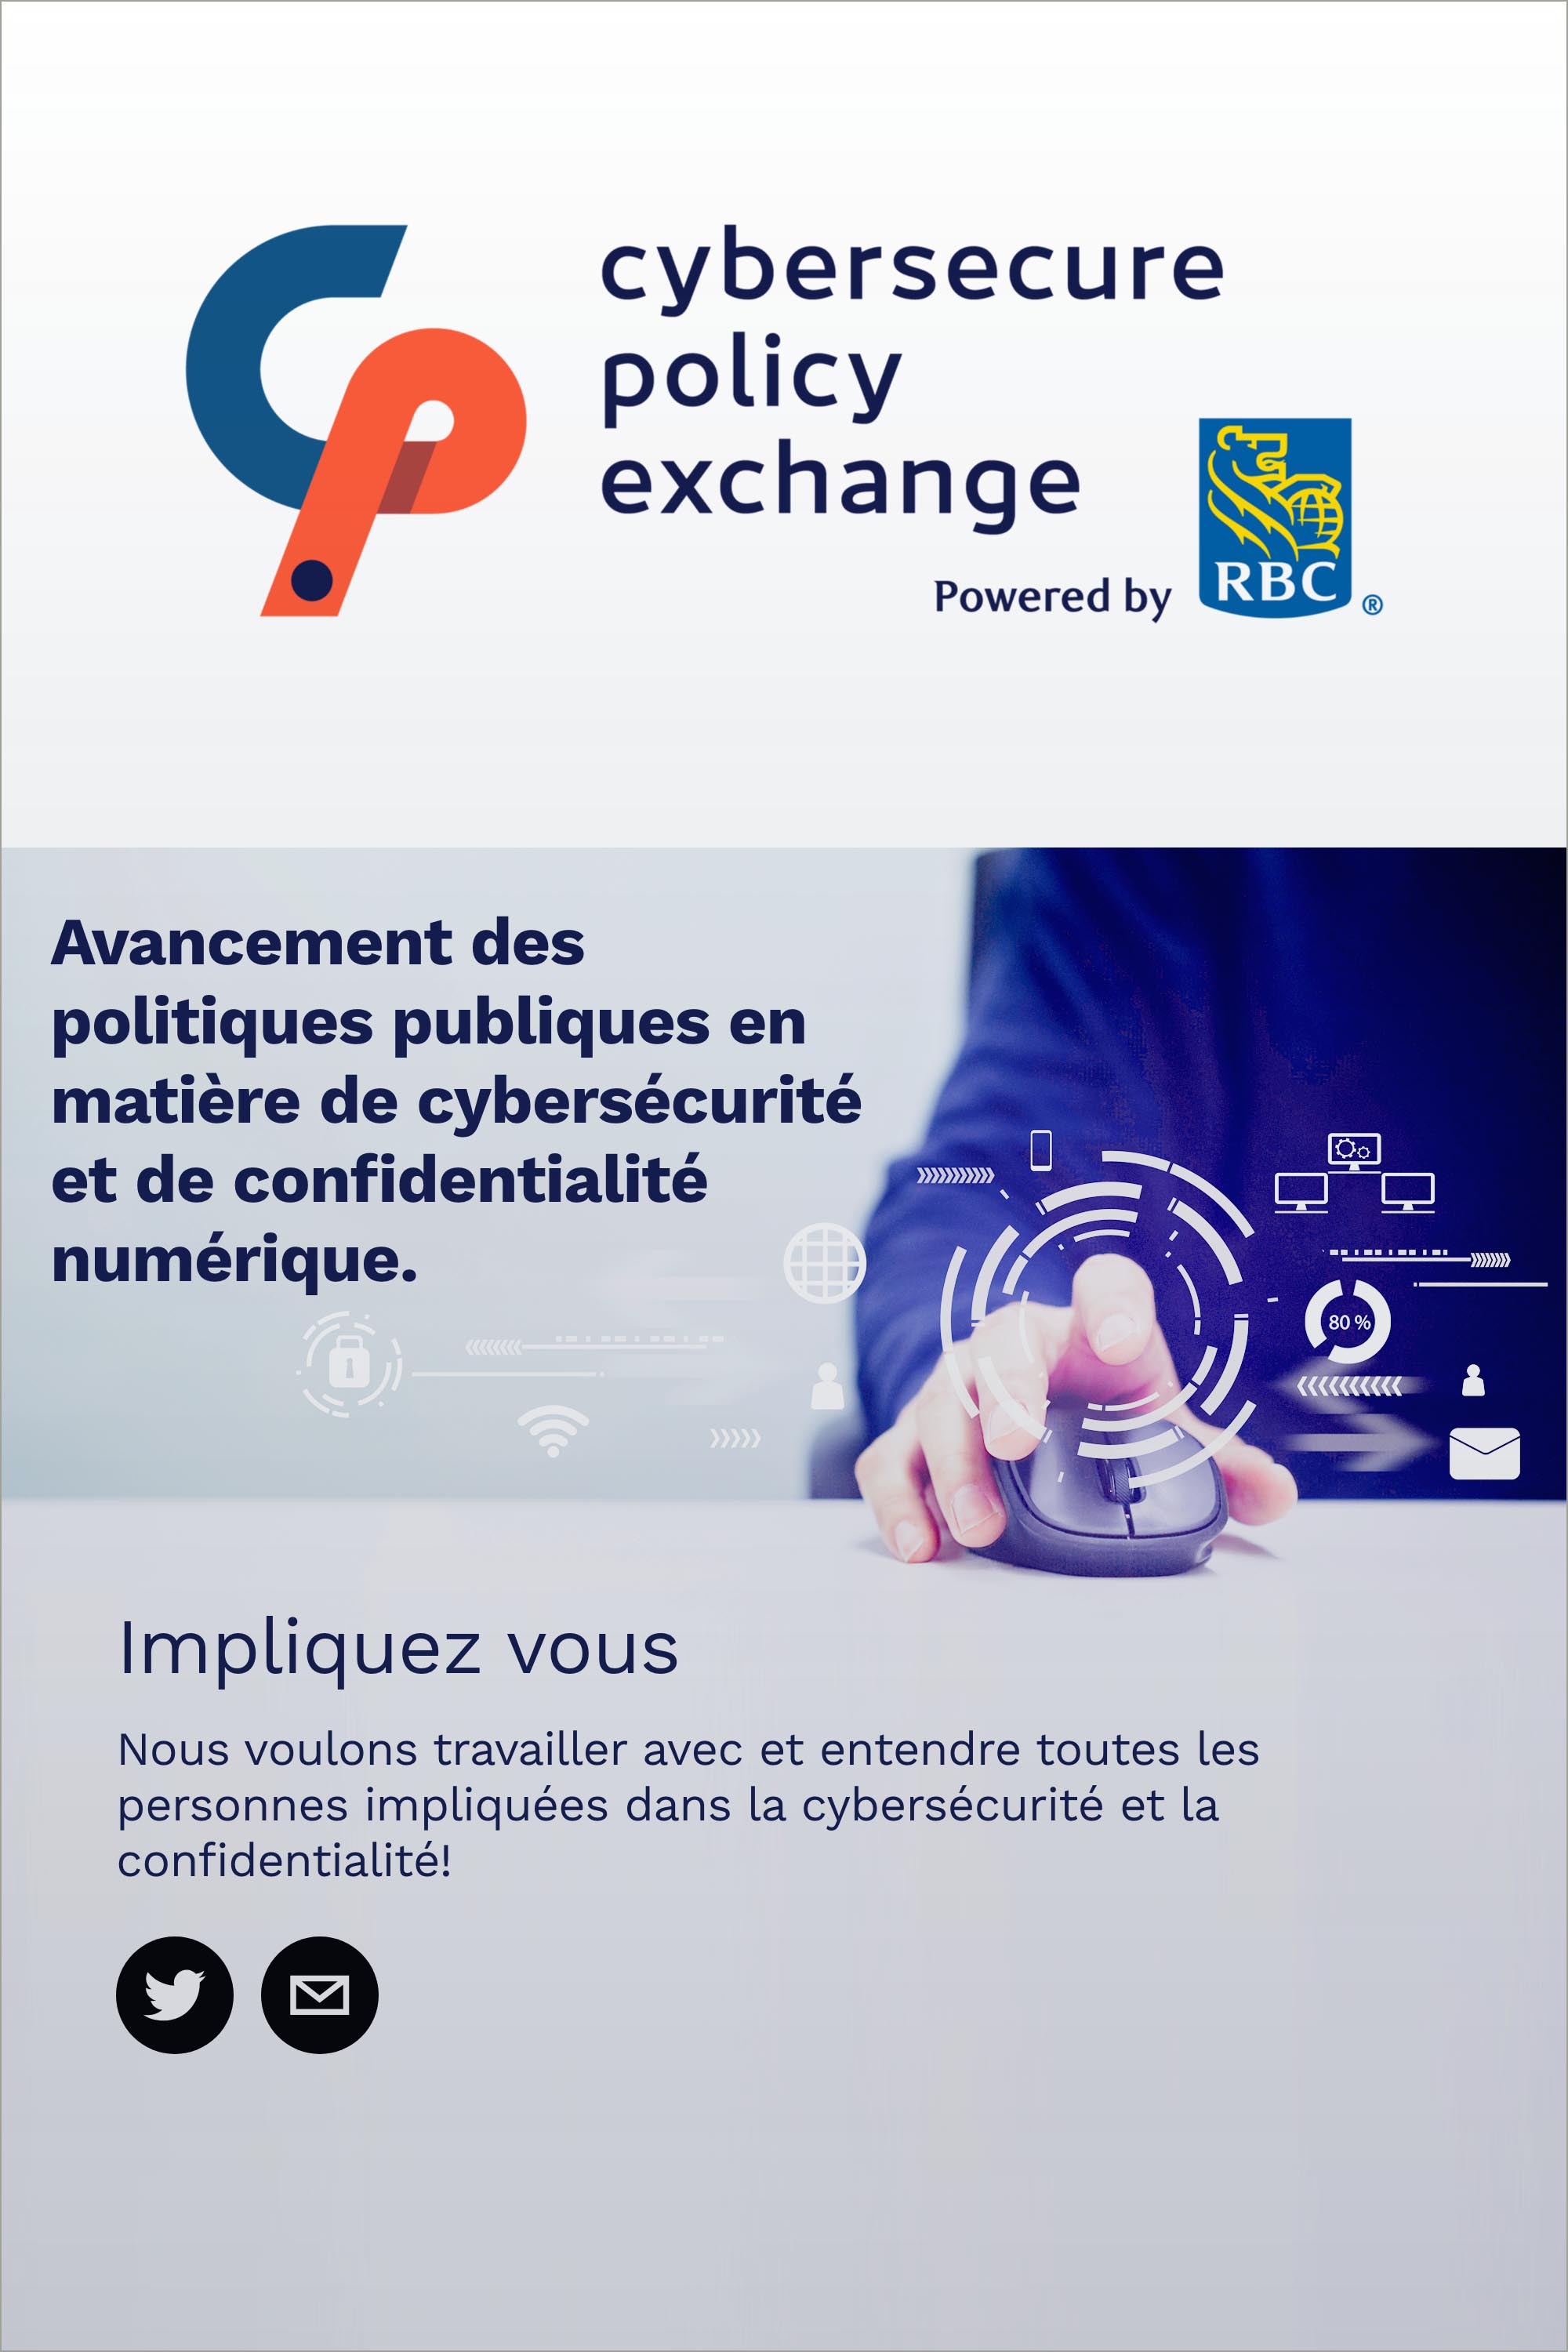 cybersecure
policy
exchange
Powered by
RBC
®
Avancement des
politiques publiques en
matière de cybersécurité
et de confidentialité
numérique.
80 %
Impliquez vous
Nous voulons travailler avec et entendre toutes les
personnes impliquées dans la cybersécurité et la
confidentialité!